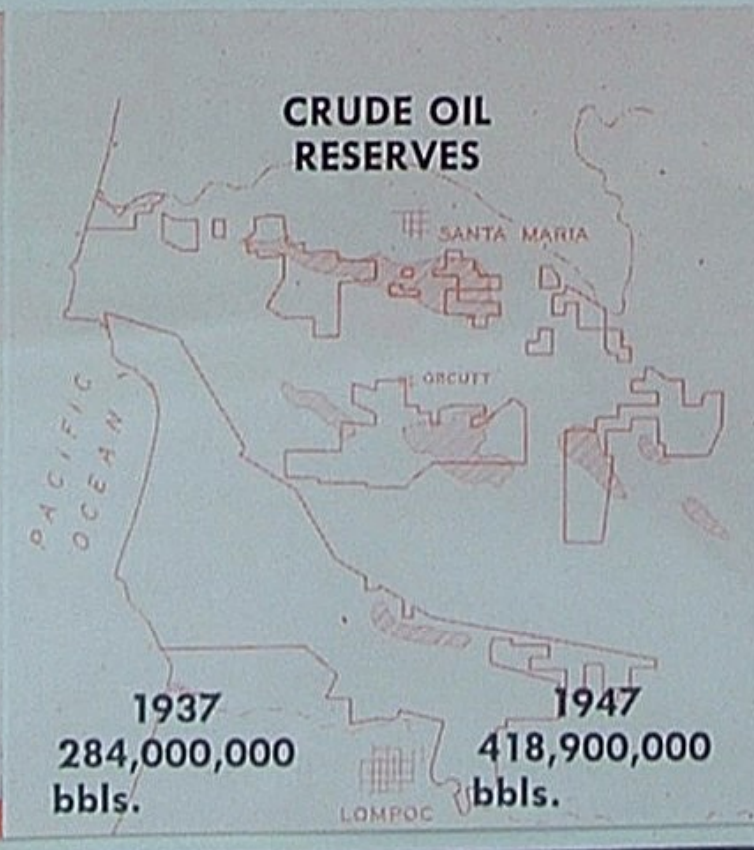 CRUDE OIL
RESERVES
SANTA MARIA
ORCUTT
PACIFIC
OCEAN
1937
284,000,000
bbls.
1947
418,900,000
bbls.
LOMPOC